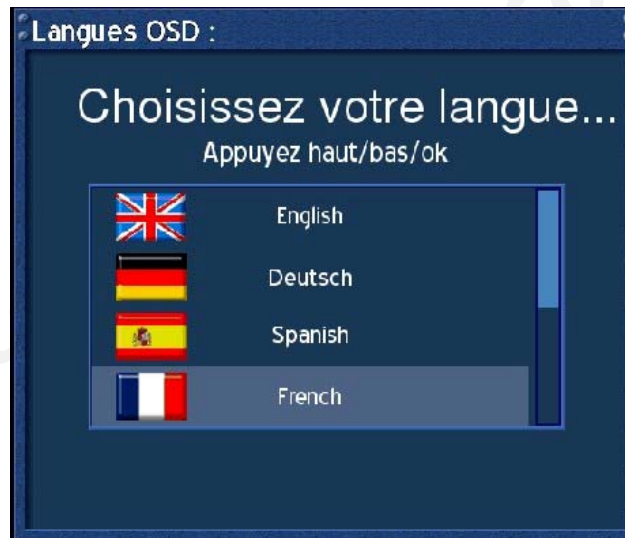 Langues OSD :
Choisissez votre langue...
Appuyez haut/bas/ok
English
Deutsch
Spanish
French